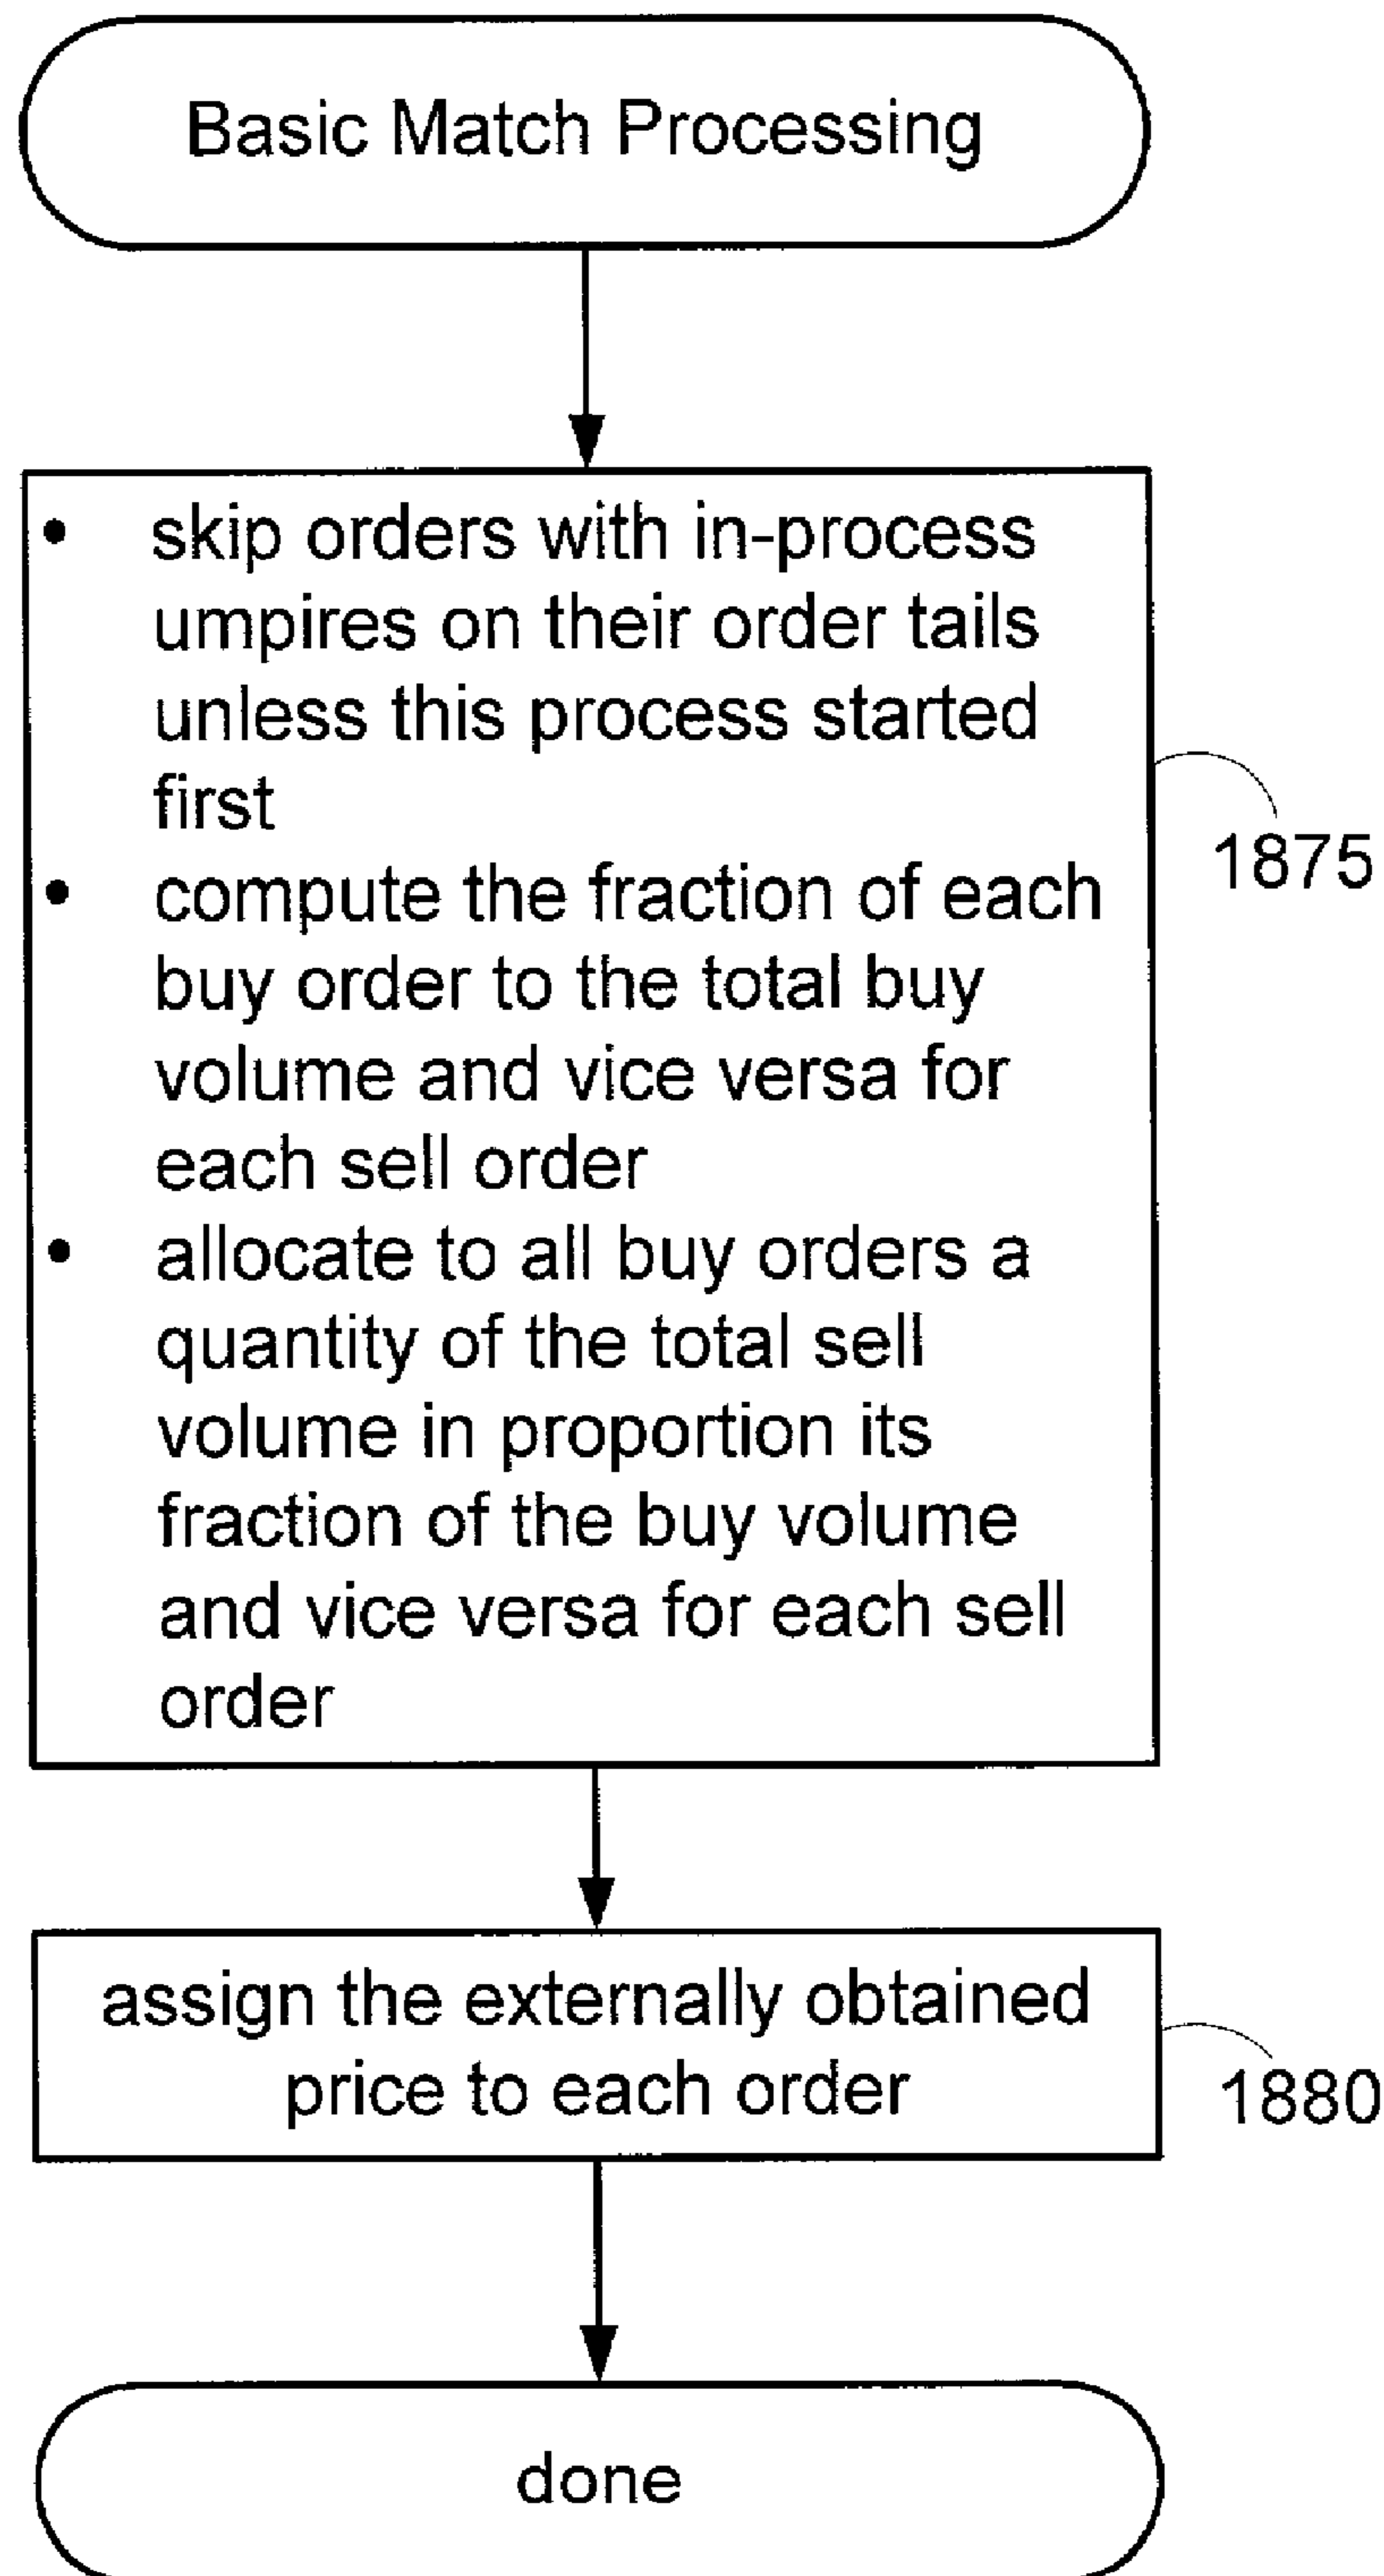 Basic Match Processing
• skip orders with in-process
umpires on their order tails
unless this process started
first
• compute the fraction of each
buy order to the total buy
volume and vice versa for
each sell order
• allocate to all buy orders a
quantity of the total sell
volume in proportion its
fraction of the buy volume
and vice versa for each sell
order
1875
assign the externally obtained
price to each order
1880
done